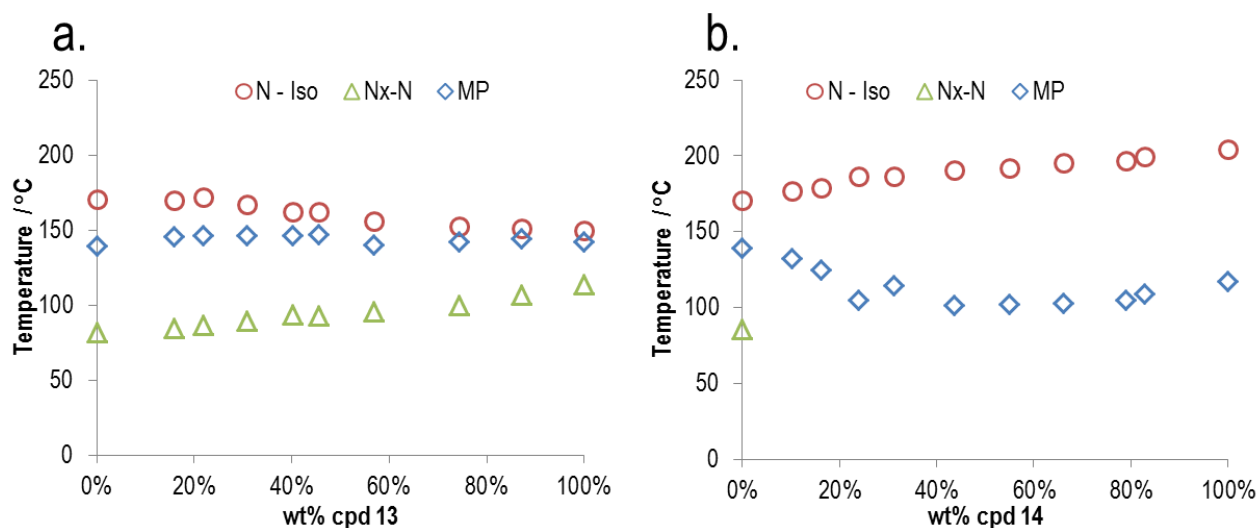 a.
250
200
150
100
50
0
Temperature /°C
N - Iso Nx-N MP
0% 20% 40% 60% 80% 100%
wt% cpd 13
b.
250
200
150
100
50
0
Temperature /°C
N - Iso Nx-N MP
0% 20% 40% 60% 80% 100%
wt% cpd 14